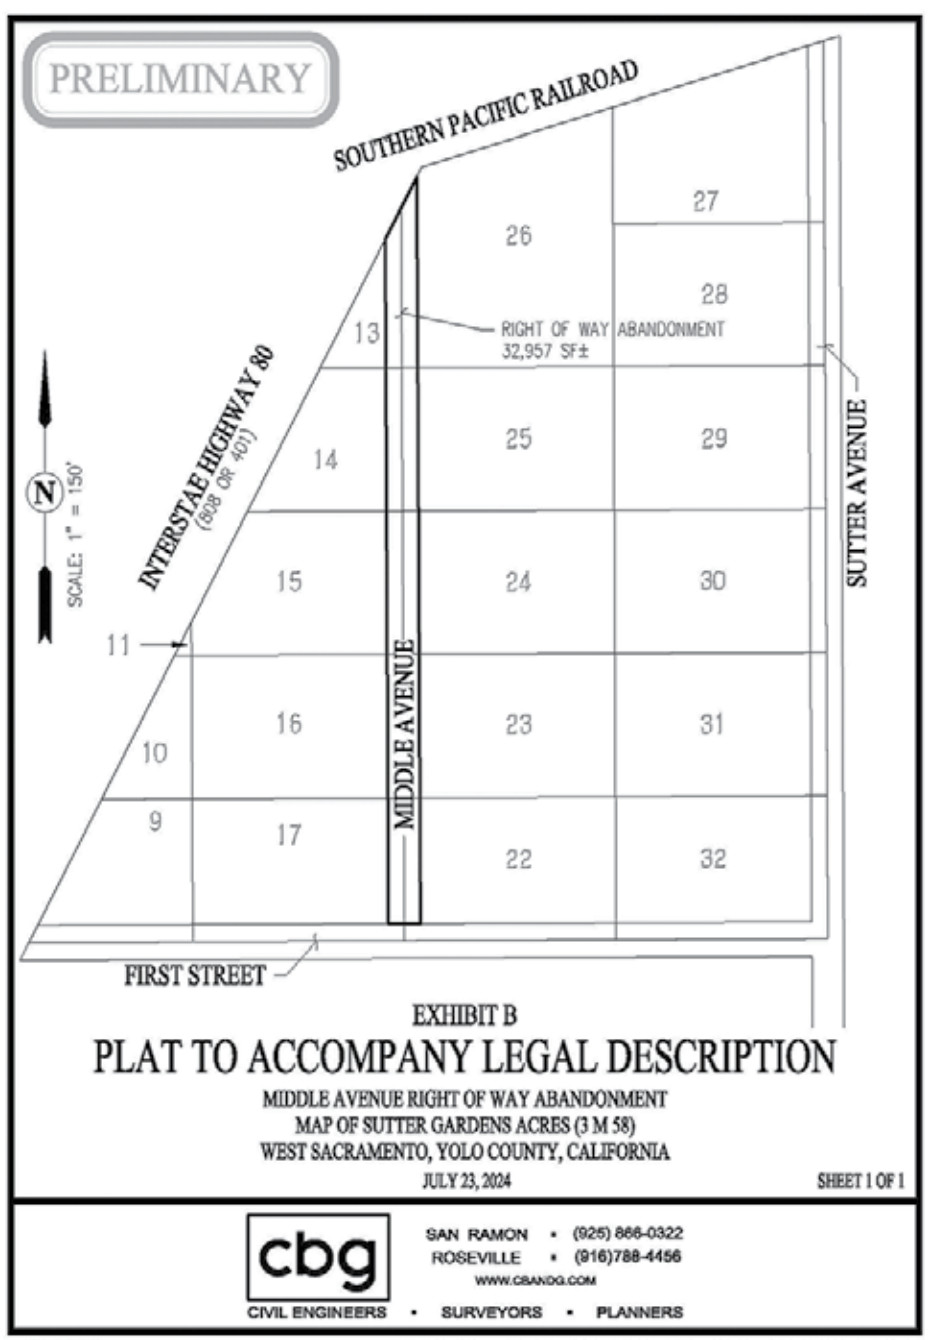 PRELIMINARY
SOUTHERN PACIFIC RAILROAD
27
26
28
13
RIGHT OF WAY ABANDONMENT
32,957 SF±
INTERSTAE HIGHWAY 80
(808 OR 401)
14
25
29
SUTTER AVENUE
N
SCALE: 1" = 150'
15
24
30
11
MIDDLE AVENUE
16
23
31
10
9
17
22
32
FIRST STREET
EXHIBIT B
PLAT TO ACCOMPANY LEGAL DESCRIPTION
MIDDLE AVENUE RIGHT OF WAY ABANDONMENT
MAP OF SUTTER GARDENS ACRES (3 M 58)
WEST SACRAMENTO, YOLO COUNTY, CALIFORNIA
JULY 23, 2024
SHEET 1 OF 1
cbg
SAN RAMON ▪ (925) 866-0322
ROSEVILLE ▪ (916)788-4456
WWW.CBANDG.COM
CIVIL ENGINEERS ▪ SURVEYORS ▪ PLANNERS